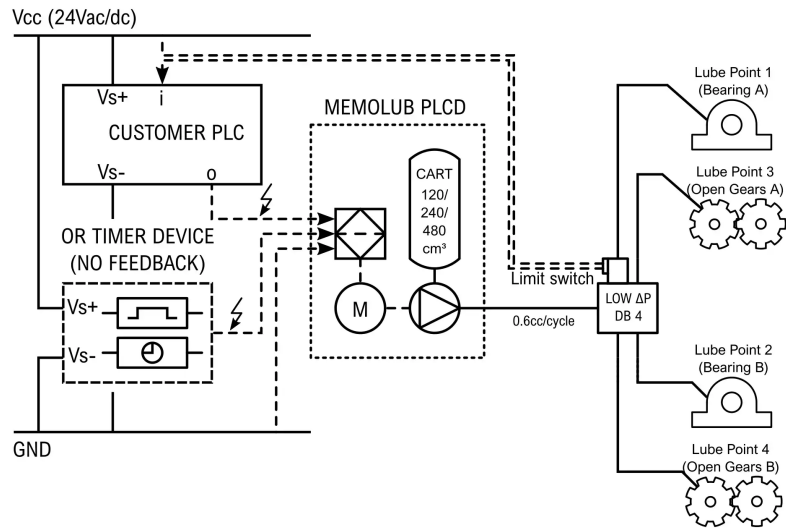 Vcc (24Vac/dc)
Vs+
i
CUSTOMER PLC
Vs-
o
OR TIMER DEVICE
(NO FEEDBACK)
Vs+
Vs-
GND
MEMOLUB PLCD
CART
120/
240/
480
cm³
M
0.6cc/cycle
Limit switch
LOW ΔP
DB 4
Lube Point 1
(Bearing A)
Lube Point 3
(Open Gears A)
Lube Point 2
(Bearing B)
Lube Point 4
(Open Gears B)